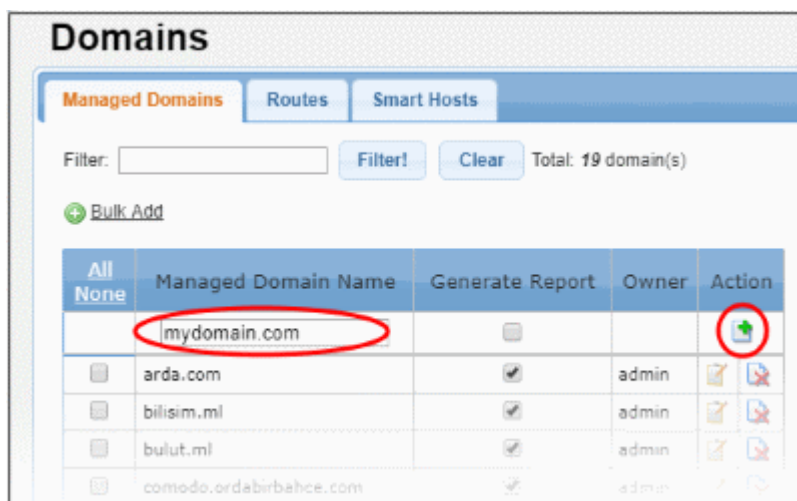 Domains
Managed Domains Routes Smart Hosts
Filter: Filter! Clear Total: 19 domain(s)
Bulk Add
All None Managed Domain Name Generate Report Owner Action
mydomain.com
arda.com admin
bilisim.ml admin
bulut.ml admin
comodo.ordabirbahce.com admin